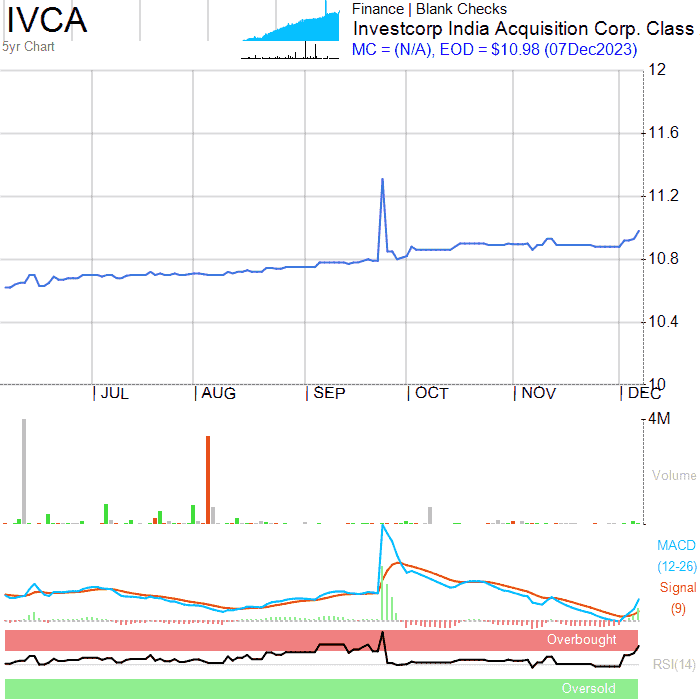 IVCA
5yr Chart
Finance | Blank Checks
Investcorp India Acquisition Corp. Class
MC = (N/A), EOD = $10.98 (07Dec2023)
12
11.6
11.2
10.8
10.4
10
JUL AUG SEP OCT NOV DEC
4M
Volume
MACD
(12-26)
Signal
(9)
Overbought
RSI(14)
Oversold